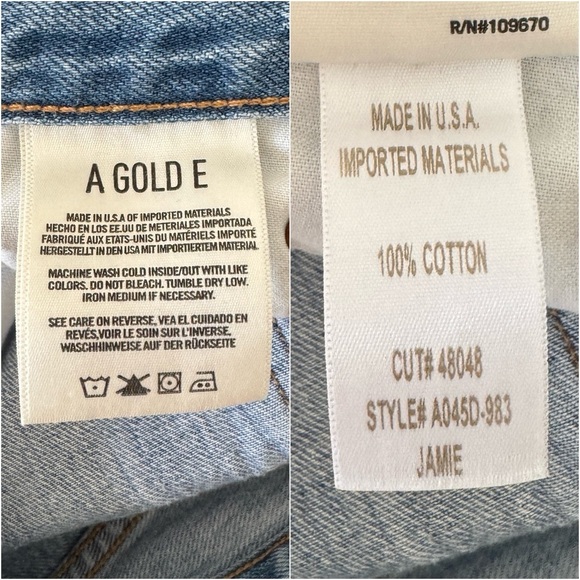 A GOLD E
MADE IN U.S.A OF IMPORTED MATERIALS
HECHO EN LOS EE.UU DE METERIALES IMPORTADA
FABRIQUÉ AUX ETATS-UNIS DU MATÉRIELS IMPORTÉ
HERGESTELLT IN DEN USA MIT IMPORTIERTEM MATERIAL
MACHINE WASH COLD INSIDE/OUT WITH LIKE
COLORS. DO NOT BLEACH. TUMBLE DRY LOW.
IRON MEDIUM IF NECESSARY.
SEE CARE ON REVERSE, VEA EL CUIDADO EN
REVÉS, VOIR LE SOIN SUR L'INVERSE,
WASCHHINWEISE AUF DER RÜCKSEITE
R/N#109670
MADE IN U.S.A.
IMPORTED MATERIALS
100% COTTON
CUT# 48048
STYLE# A045D-983
JAMIE